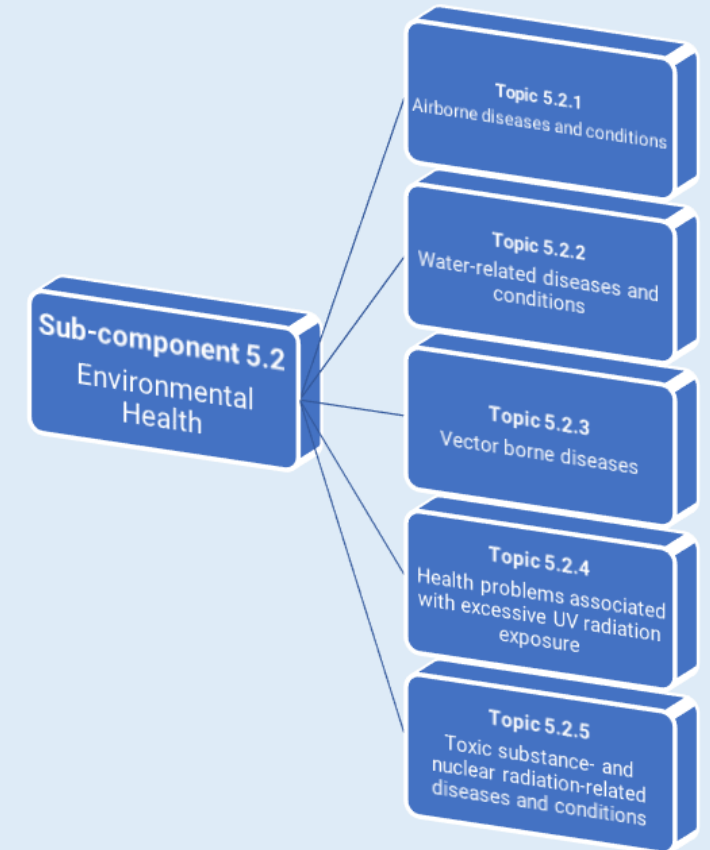 Sub-component 5.2
Environmental
Health
Topic 5.2.1
Airborne diseases and conditions
Topic 5.2.2
Water-related diseases and
conditions
Topic 5.2.3
Vector borne diseases
Topic 5.2.4
Health problems associated
with excessive UV radiation
exposure
Topic 5.2.5
Toxic substance- and
nuclear radiation-related
diseases and conditions